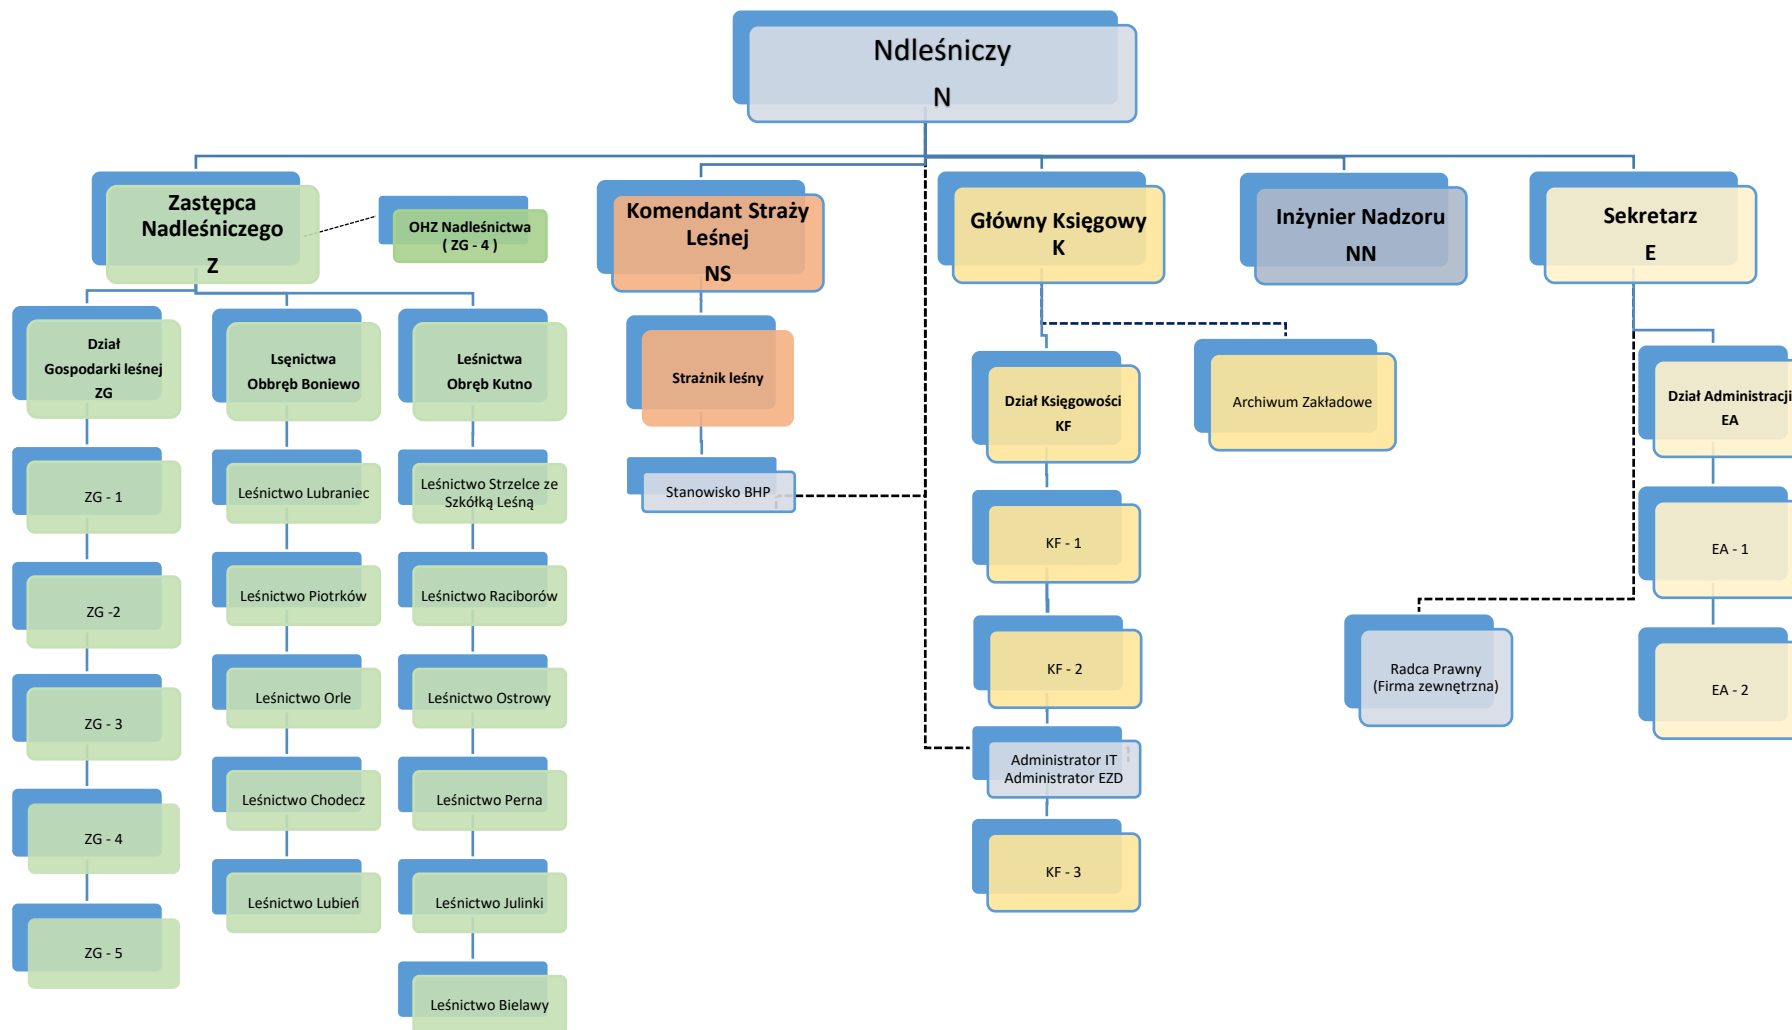 Ndleśniczy
N
Zastępca
Nadleśniczego
Z
OHZ Nadleśnictwa
( ZG - 4 )
Komendant Straży
Leśnej
NS
Główny Księgowy
K
Inżynier Nadzoru
NN
Sekretarz
E
Dział
Gospodarki leśnej
ZG
ZG - 1
ZG -2
ZG - 3
ZG - 4
ZG - 5
Lsęnictwa
Obbręb Boniewo
Leśnictwo Lubraniec
Leśnictwo Piotrków
Leśnictwo Orle
Leśnictwo Chodecz
Leśnictwo Lubień
Leśnictwa
Obręb Kutno
Leśnictwo Strzelce ze
Szkółką Leśną
Leśnictwo Raciborów
Leśnictwo Ostrowy
Leśnictwo Perna
Leśnictwo Julinki
Leśnictwo Bielawy
Strażnik leśny
Stanowisko BHP
Dział Księgowości
KF
KF - 1
KF - 2
Administrator IT
Administrator EZD
KF - 3
Archiwum Zakładowe
Radca Prawny
(Firma zewnętrzna)
Dział Administracji
EA
EA - 1
EA - 2